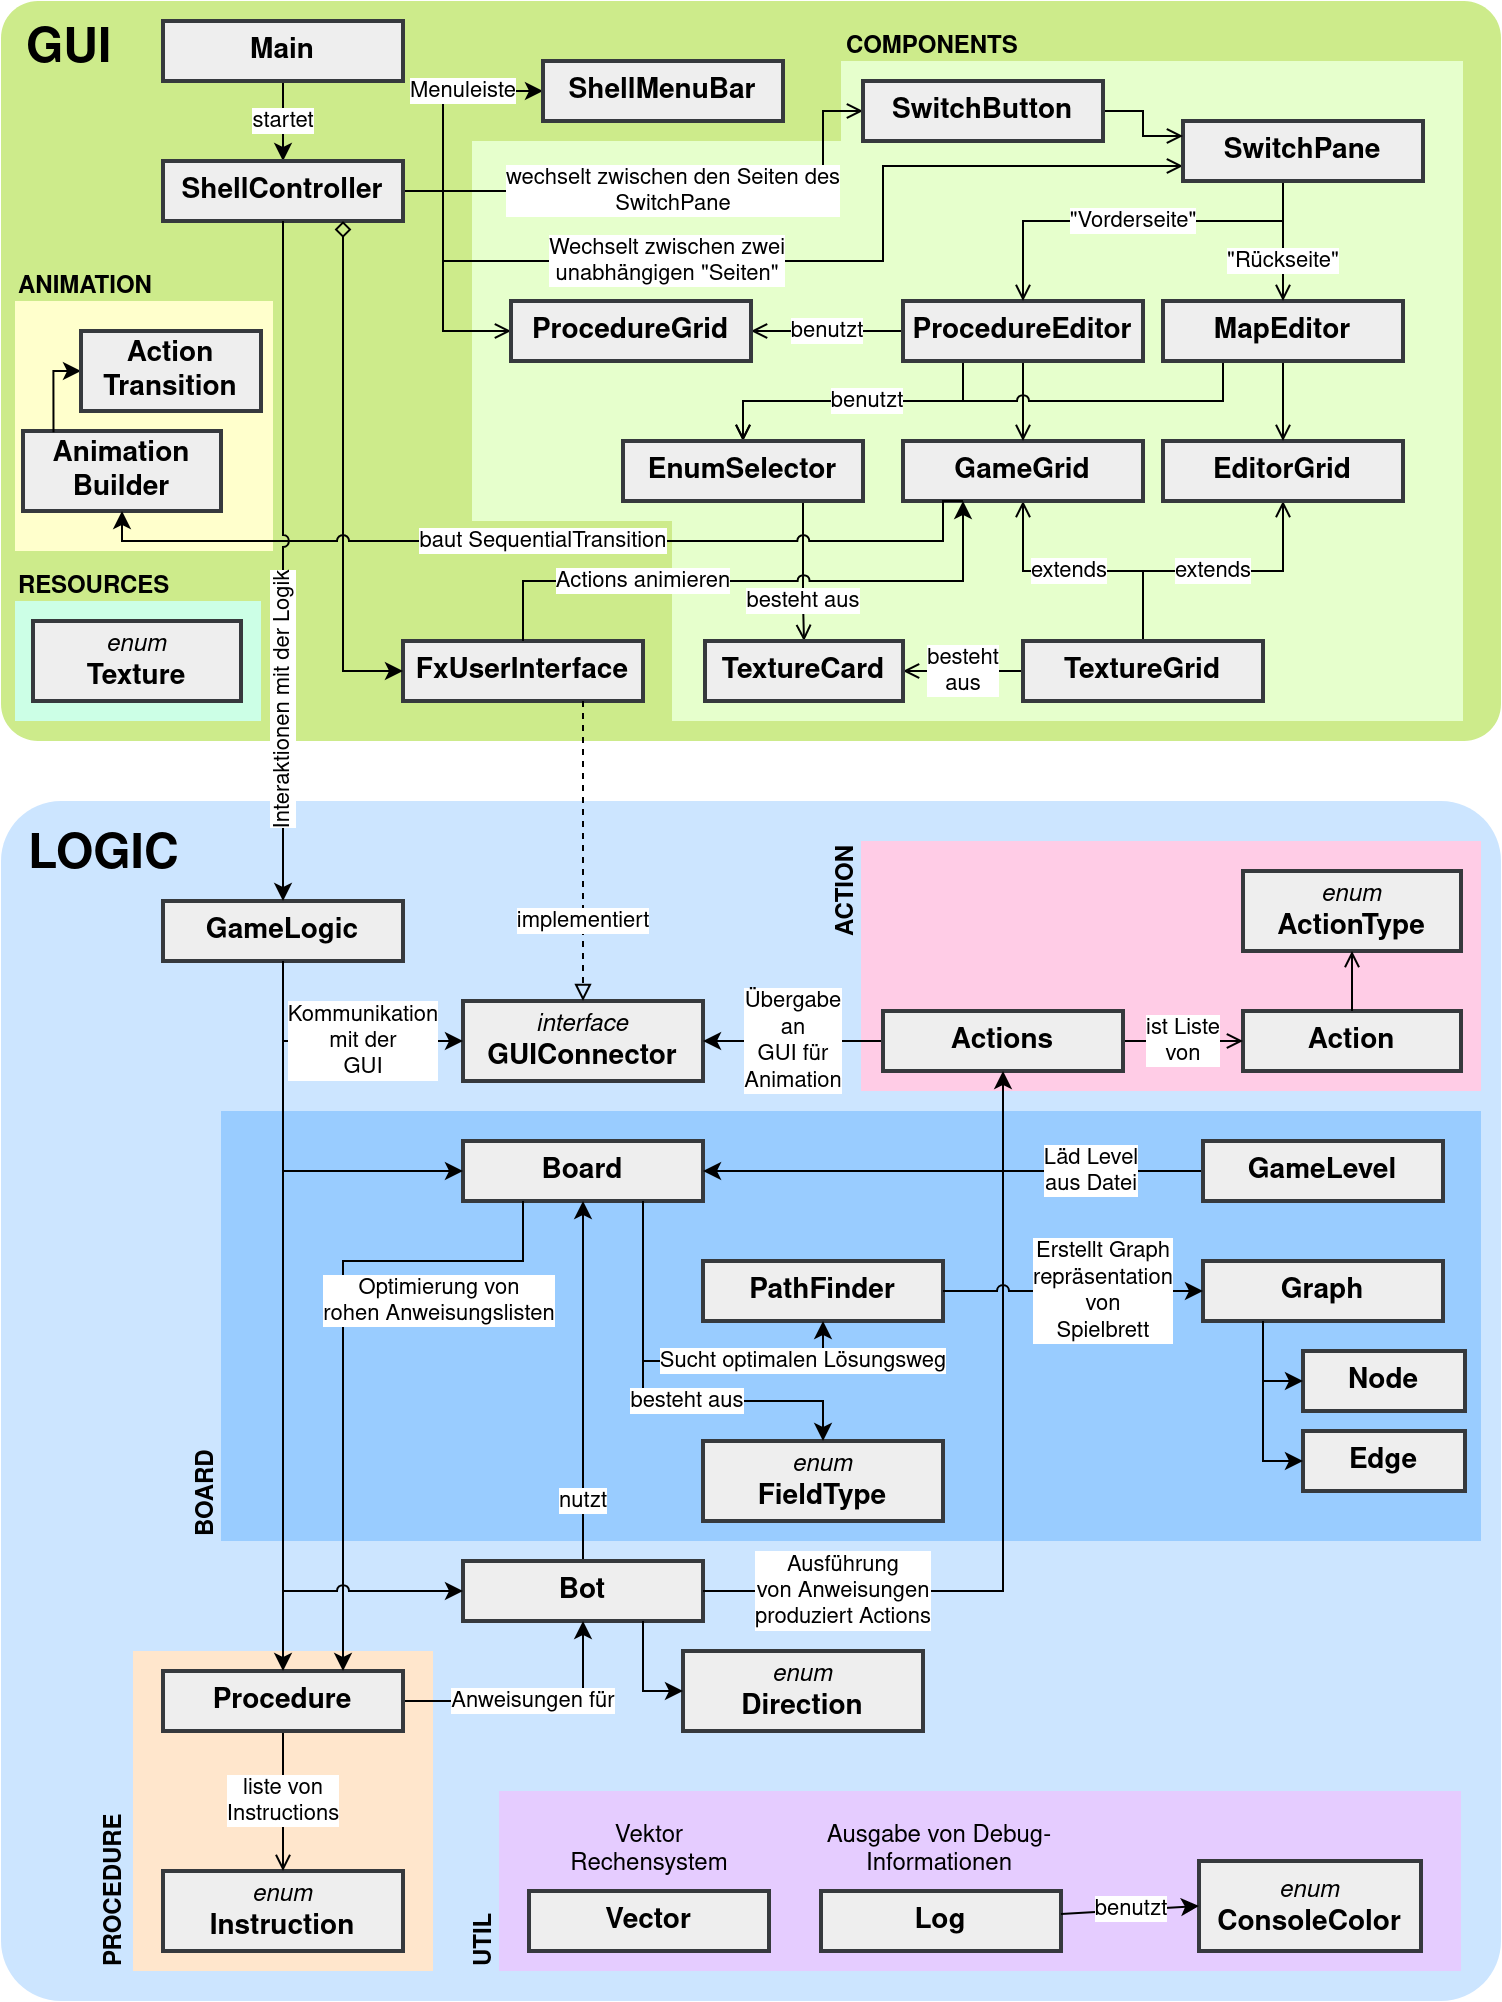 GUI
Main
startet
ShellController
Menuleiste
ShellMenuBar
COMPONENTS
SwitchButton
SwitchPane
wechselt zwischen den Seiten des
SwitchPane
Wechselt zwischen zwei
unabhängigen "Seiten"
"Vorderseite"
"Rückseite"
ProcedureGrid
benutzt
ProcedureEditor
MapEditor
benutzt
EnumSelector
GameGrid
EditorGrid
ANIMATION
Action
Transition
Animation
Builder
baut SequentialTransition
Actions animieren
extends
extends
besteht aus
RESOURCES
enum
Texture
Interaktionen mit der Logik
FxUserInterface
TextureCard
besteht
aus
TextureGrid
LOGIC
GameLogic
implementiert
Kommunikation
mit der
GUI
interface
GUIConnector
Übergabe
an
GUI für
Animation
ACTION
enum
ActionType
Actions
ist Liste
von
Action
BOARD
Board
Läd Level
aus Datei
GameLevel
Optimierung von
rohen Anweisungslisten
PathFinder
Erstellt Graph
repräsentation
von
Spielbrett
Graph
Sucht optimalen Lösungsweg
besteht aus
Node
Edge
enum
FieldType
nutzt
Bot
Ausführung
von Anweisungen
produziert Actions
enum
Direction
PROCEDURE
Procedure
Anweisungen für
liste von
Instructions
enum
Instruction
UTIL
Vektor
Rechensystem
Vector
Ausgabe von Debug-
Informationen
Log
benutzt
enum
ConsoleColor